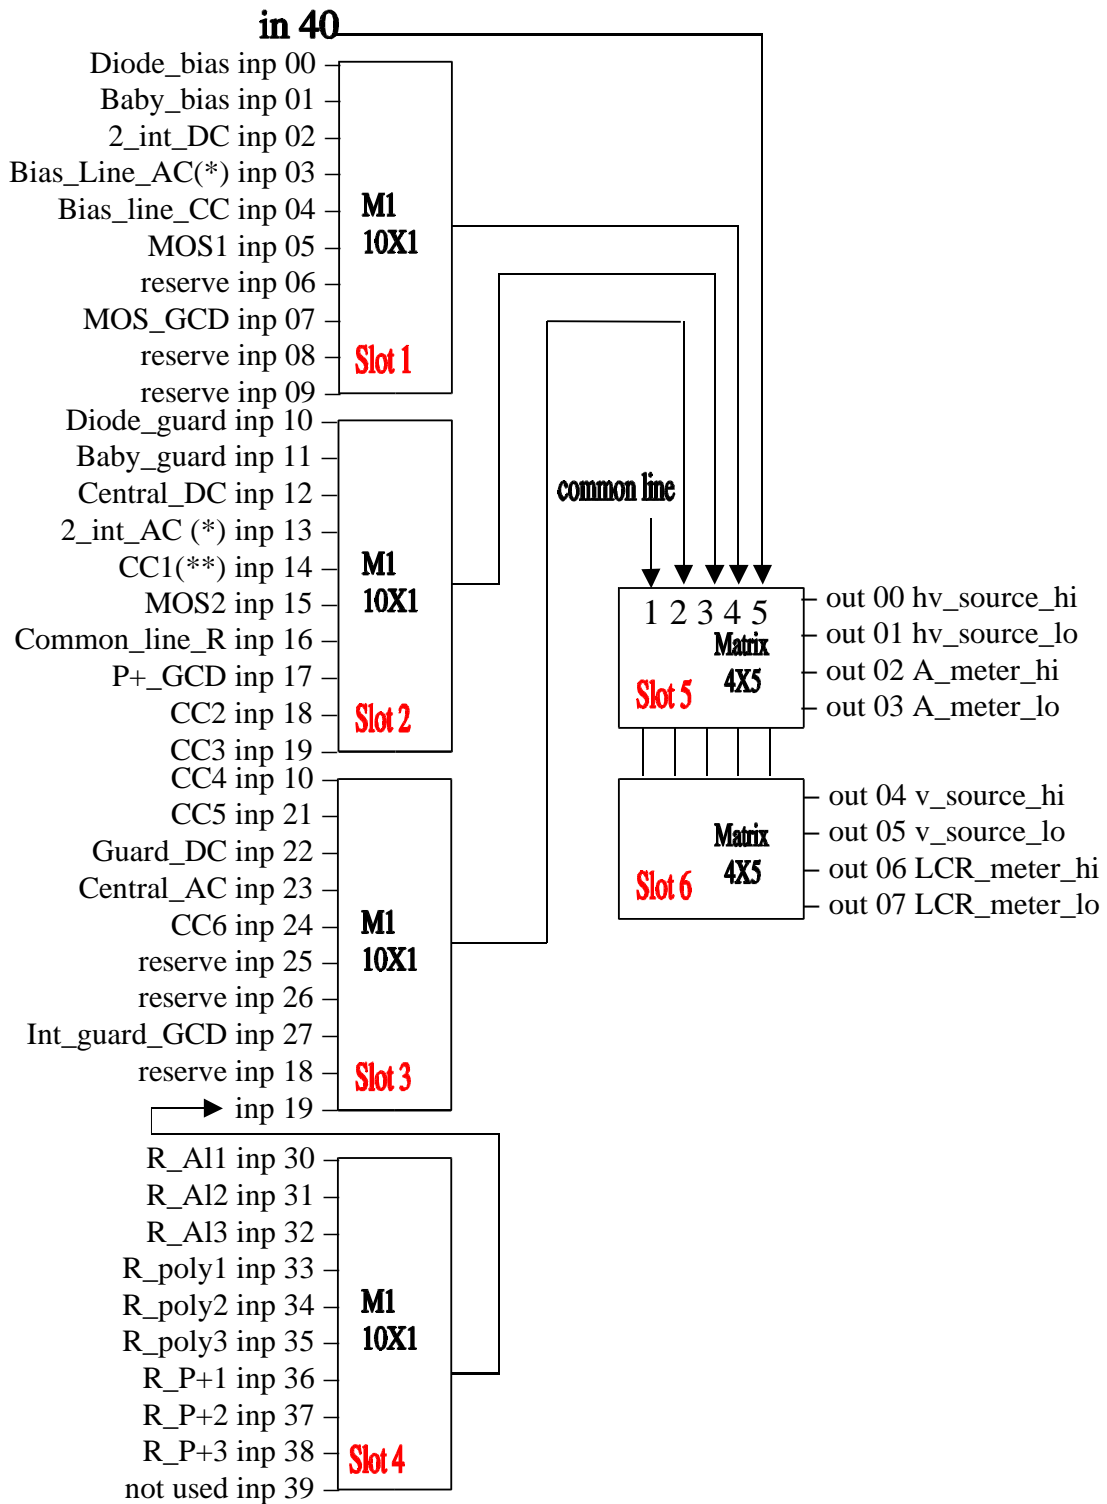 in 40
Diode_bias inp 00
Baby_bias inp 01
2_int_DC inp 02
Bias_Line_AC(*) inp 03
Bias_line_CC inp 04
MOS1 inp 05
reserve inp 06
MOS_GCD inp 07
reserve inp 08
reserve inp 09
M1
10X1
Slot 1
Diode_guard inp 10
Baby_guard inp 11
Central_DC inp 12
2_int_AC (*) inp 13
CC1(**) inp 14
MOS2 inp 15
Common_line_R inp 16
P+_GCD inp 17
CC2 inp 18
CC3 inp 19
M1
10X1
Slot 2
CC4 inp 10
CC5 inp 21
Guard_DC inp 22
Central_AC inp 23
CC6 inp 24
reserve inp 25
reserve inp 26
Int_guard_GCD inp 27
reserve inp 18
inp 19
M1
10X1
Slot 3
R_Al1 inp 30
R_Al2 inp 31
R_Al3 inp 32
R_poly1 inp 33
R_poly2 inp 34
R_poly3 inp 35
R_P+1 inp 36
R_P+2 inp 37
R_P+3 inp 38
not used inp 39
M1
10X1
Slot 4
common line
1 2 3 4 5
Matrix
4X5
Slot 5
out 00 hv_source_hi
out 01 hv_source_lo
out 02 A_meter_hi
out 03 A_meter_lo
Matrix
4X5
Slot 6
out 04 v_source_hi
out 05 v_source_lo
out 06 LCR_meter_hi
out 07 LCR_meter_lo